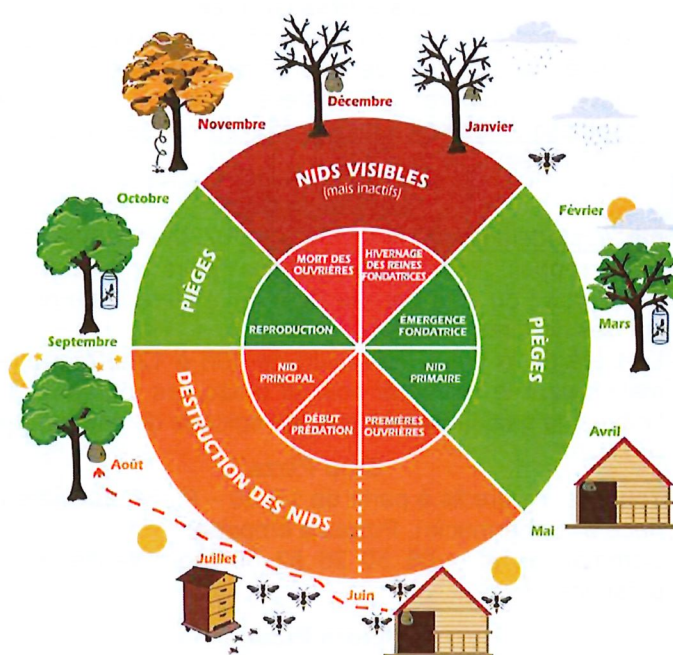 Décembre
Novembre
Janvier
NIDS VISIBLES
(mais inactifs)
Octobre
Février
PIÈGES
MORT DES
OUVRIÈRES
HIVERNAGE
DES REINES
FONDATRICES
REPRODUCTION
ÉMERGENCE
FONDATRICE
PIÈGES
Mars
Septembre
NID
PRINCIPAL
NID
PRIMAIRE
DÉBUT
PRÉDATION
PREMIÈRES
OUVRIÈRES
DESTRUCTION DES NIDS
Avril
Août
Mai
Juillet
Juin